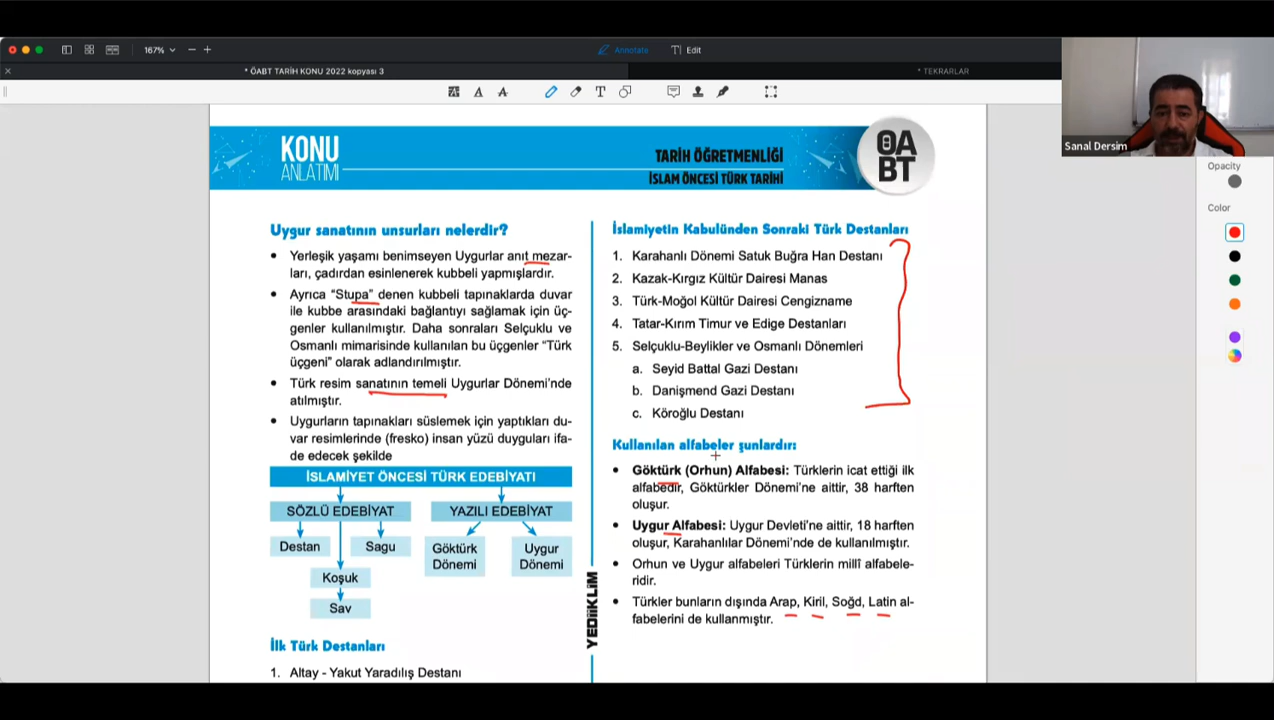 167%
Annotate
Edit
* ÖABT TARİH KONU 2022 kopyası 3
* TEKRARLAR
Sanal Dersim
Opacity
Color
KONU
ANLATIMI
TARİH ÖĞRETMENLİĞİ
İSLAM ÖNCESİ TÜRK TARİHİ
ÖABT
Uygur sanatının unsurları nelerdir?
• Yerleşik yaşamı benimseyen Uygurlar anıt mezar-
ları, çadırdan esinlenerek kubbeli yapmışlardır.
• Ayrıca “Stupa” denen kubbeli tapınaklarda duvar
ile kubbe arasındaki bağlantıyı sağlamak için üç-
genler kullanılmıştır. Daha sonraları Selçuklu ve
Osmanlı mimarisinde kullanılan bu üçgenler “Türk
üçgeni” olarak adlandırılmıştır.
• Türk resim sanatının temeli Uygurlar Dönemi’nde
atılmıştır.
• Uygurların tapınakları süslemek için yaptıkları du-
var resimlerinde (fresko) insan yüzü duyguları ifa-
de edecek şekilde
İSLAMİYET ÖNCESİ TÜRK EDEBİYATI
SÖZLÜ EDEBİYAT
YAZILI EDEBİYAT
Destan
Sagu
Koşuk
Sav
Göktürk
Dönemi
Uygur
Dönemi
İlk Türk Destanları
1. Altay - Yakut Yaradılış Destanı
YEDiiKLiM
İslamiyetin Kabulünden Sonraki Türk Destanları
1. Karahanlı Dönemi Satuk Buğra Han Destanı
2. Kazak-Kırgız Kültür Dairesi Manas
3. Türk-Moğol Kültür Dairesi Cengizname
4. Tatar-Kırım Timur ve Edige Destanları
5. Selçuklu-Beylikler ve Osmanlı Dönemleri
a. Seyid Battal Gazi Destanı
b. Danişmend Gazi Destanı
c. Köroğlu Destanı
Kullanılan alfabeler şunlardır:
• Göktürk (Orhun) Alfabesi: Türklerin icat ettiği ilk
alfabedir, Göktürkler Dönemi’ne aittir, 38 harften
oluşur.
• Uygur Alfabesi: Uygur Devleti’ne aittir, 18 harften
oluşur, Karahanlılar Dönemi’nde de kullanılmıştır.
• Orhun ve Uygur alfabeleri Türklerin millî alfabele-
ridir.
• Türkler bunların dışında Arap, Kiril, Soğd, Latin al-
fabelerini de kullanmıştır.